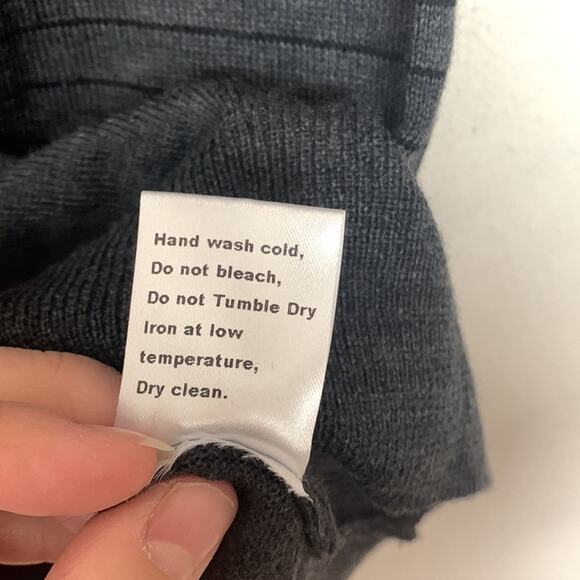 Hand wash cold,
Do not bleach,
Do not Tumble Dry
Iron at low
temperature,
Dry clean.